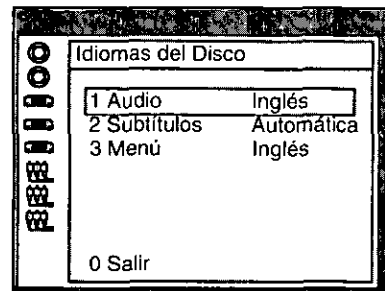 Idiomas del Disco
1 Audio Inglés
2 Subtítulos Automática
3 Menú Inglés
0 Salir